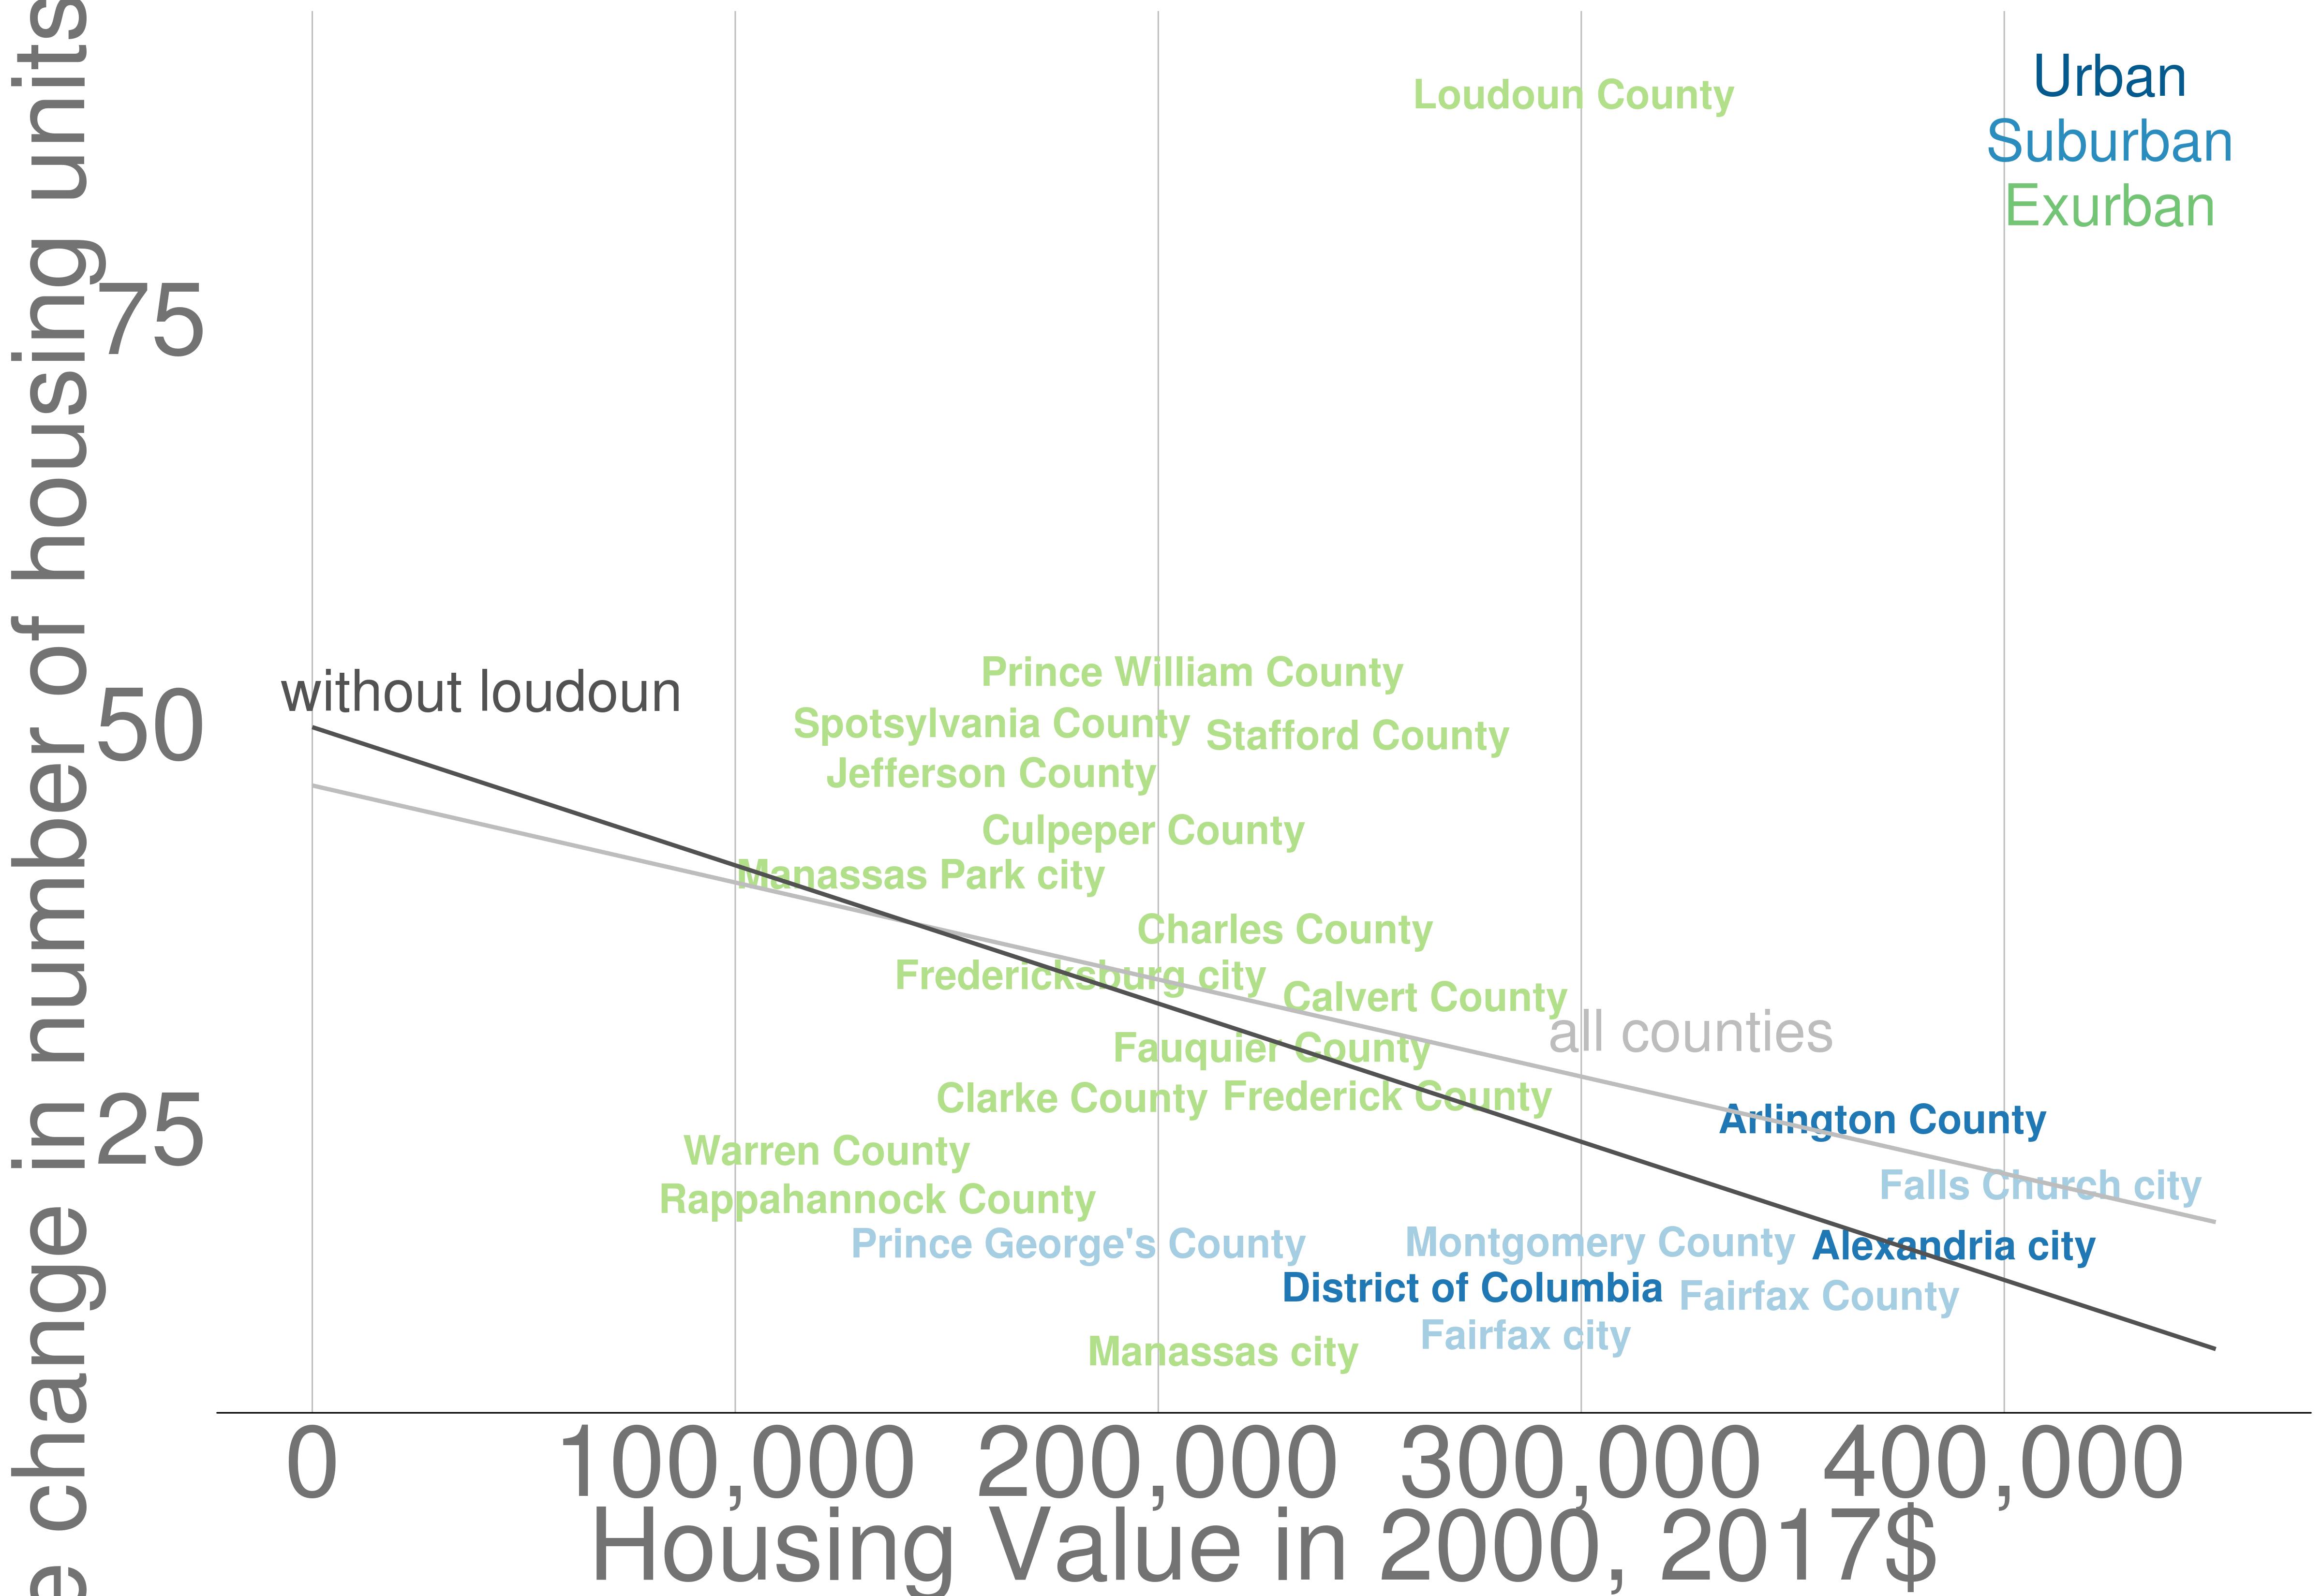 e change in number of housing units
Loudoun County
Urban
Suburban
Exurban
75
without loudoun
50
Prince William County
Spotsylvania County
Stafford County
Jefferson County
Culpeper County
Manassas Park city
Charles County
Fredericksburg city
Calvert County
all counties
Fauquier County
Clarke County
Frederick County
25
Arlington County
Warren County
Falls Church city
Rappahannock County
Prince George's County
Montgomery County
Alexandria city
District of Columbia
Fairfax County
Fairfax city
Manassas city
0 100,000 200,000 300,000 400,000
Housing Value in 2000, 2017$